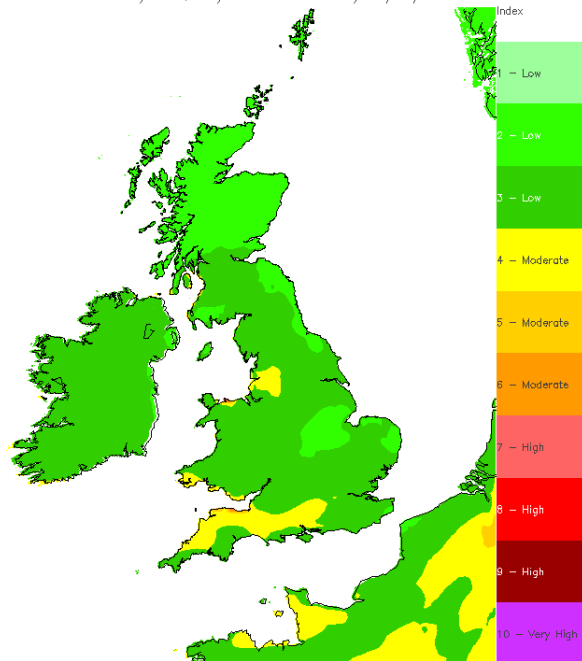 Index
1 – Low
2 – Low
3 – Low
4 – Moderate
5 – Moderate
6 – Moderate
7 – High
8 – High
9 – High
10 – Very High